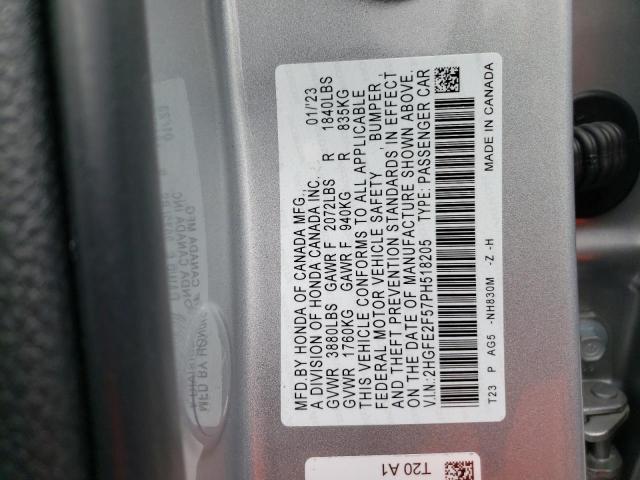 MFD.BY HONDA OF CANADA MFG., 01/'23
A DIVISION OF HONDA CANADA INC.
GVWR 3880LBS GAWR F 2072LBS R 1840LBS
GVWR 1760KG GAWR F 940KG R 835KG
THIS VEHICLE CONFORMS TO ALL APPLICABLE
FEDERAL MOTOR VEHICLE SAFETY , BUMPER,
AND THEFT PREVENTION STANDARDS IN EFFECT
ON THE DATE OF MANUFACTURE SHOWN ABOVE.
V.I.N.:2HGFE2F57PH518205 TYPE: PASSENGER CAR
T23 P AG5 -NH830M -Z -H MADE IN CANADA
T20 A1